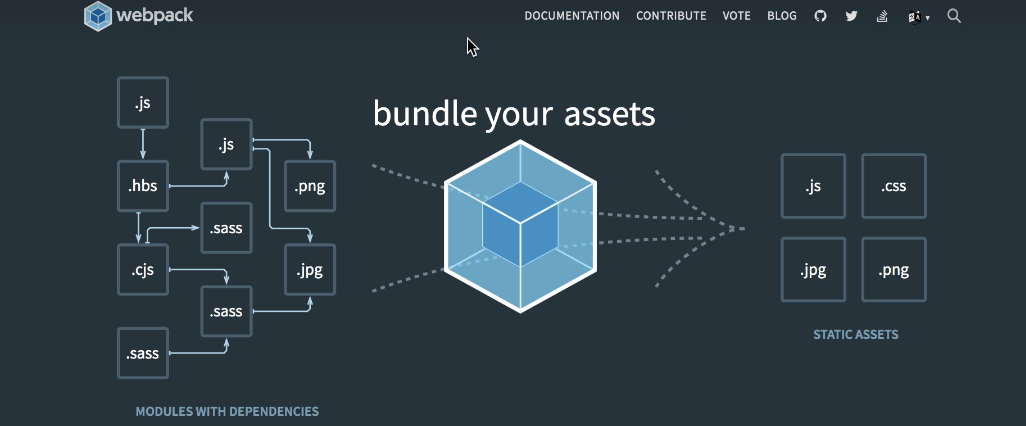 webpack
DOCUMENTATION CONTRIBUTE VOTE BLOG
bundle your assets
.js
.js
.hbs
.png
.sass
.cjs
.jpg
.sass
.sass
MODULES WITH DEPENDENCIES
.js .css
.jpg .png
STATIC ASSETS